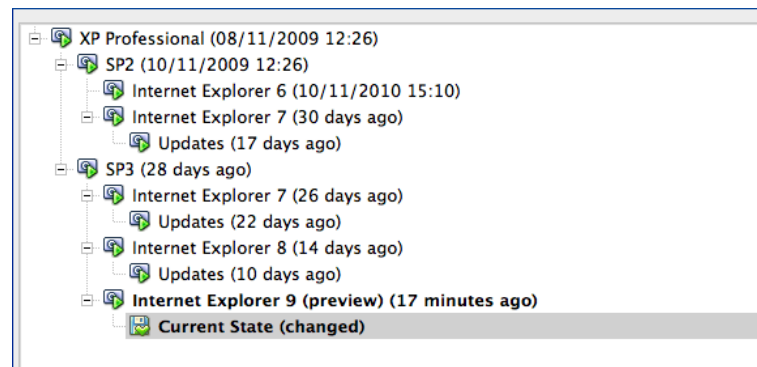 XP Professional (08/11/2009 12:26)
SP2 (10/11/2009 12:26)
Internet Explorer 6 (10/11/2010 15:10)
Internet Explorer 7 (30 days ago)
Updates (17 days ago)
SP3 (28 days ago)
Internet Explorer 7 (26 days ago)
Updates (22 days ago)
Internet Explorer 8 (14 days ago)
Updates (10 days ago)
Internet Explorer 9 (preview) (17 minutes ago)
Current State (changed)